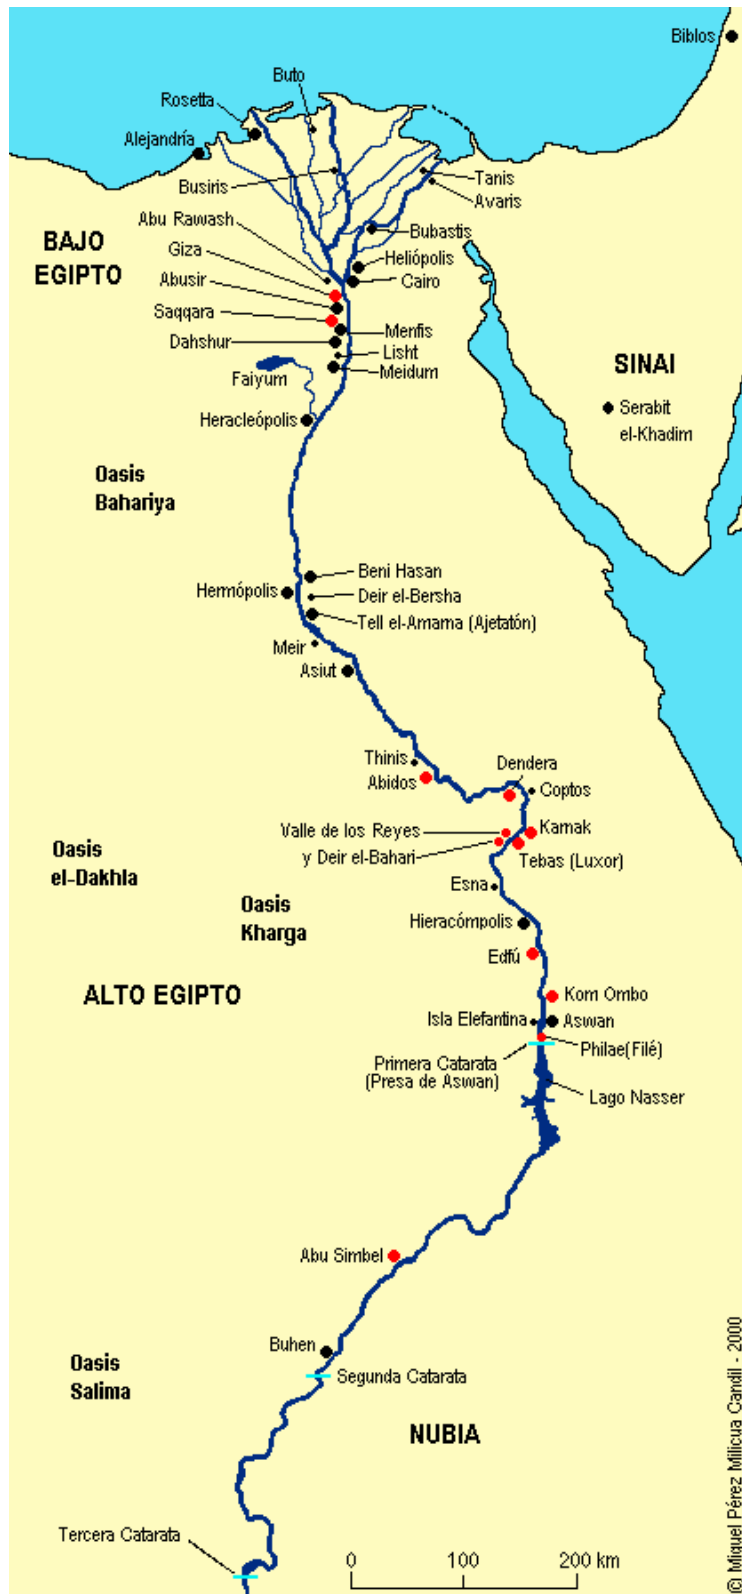 Biblos
Buto
Rosetta
Alejandría
Busiris
Tanis
Avaris
Abu Rawash
Bubastis
BAJO
EGIPTO
Giza
Heliópolis
Abusir
Cairo
Saqqara
Menfis
Dahshur
Lisht
Faiyum
Meidum
SINAI
Serabit
el-Khadim
Heracleópolis
Oasis
Bahariya
Beni Hasan
Hermópolis
Deir el-Bersha
Tell el-Amarna (Ajetatón)
Meir
Asiut
Thinis
Dendera
Abidos
Coptos
Valle de los Reyes
Karnak
y Deir el-Bahari
Tebas (Luxor)
Oasis
el-Dakhla
Esna
Oasis
Kharga
Hieracómpolis
Edfú
ALTO EGIPTO
Kom Ombo
Isla Elefantina
Aswan
Philae(Filé)
Primera Catarata
(Presa de Aswan)
Lago Nasser
Abu Simbel
Buhen
Oasis
Salima
Segunda Catarata
NUBIA
Tercera Catarata
0 100 200 km
© Miguel Pérez Milicua Candil - 2000